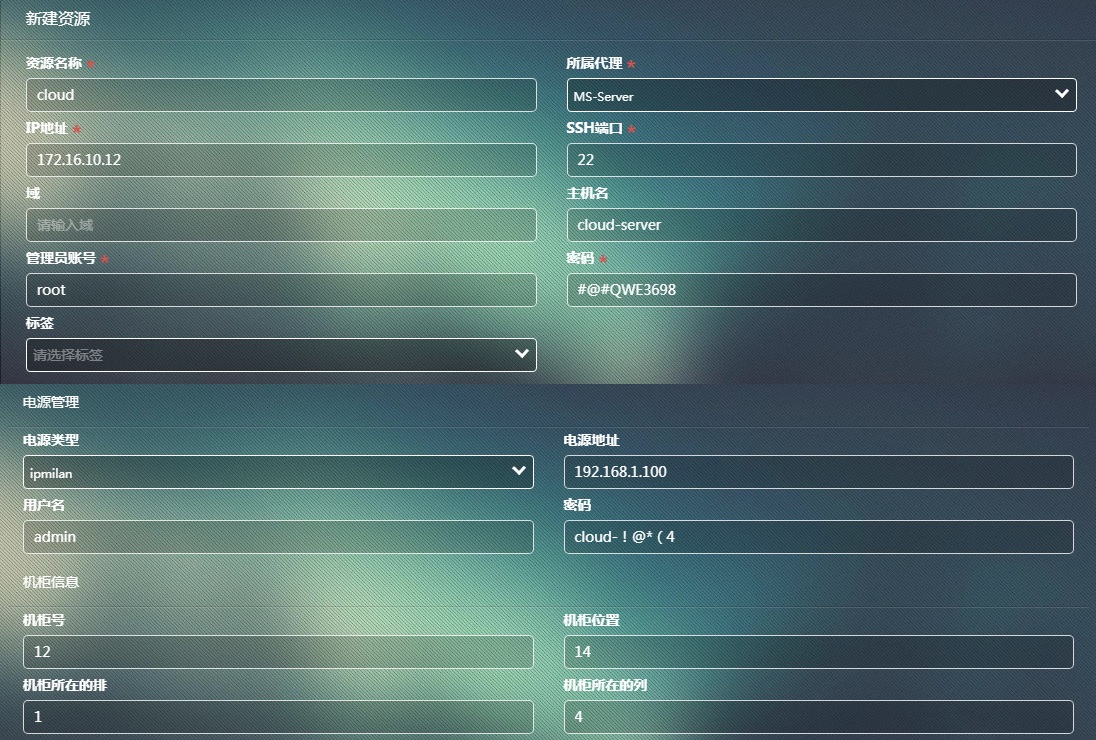 新建资源
资源名称 * 所属代理 *
cloud MS-Server
IP地址 * SSH端口 *
172.16.10.12 22
域 主机名
请输入域 cloud-server
管理员账号 * 密码 *
root #@#QWE3698
标签
请选择标签
电源管理
电源类型 电源地址
ipmilan 192.168.1.100
用户名 密码
admin cloud-！@*（4
机柜信息
机柜号 机柜位置
12 14
机柜所在的排 机柜所在的列
1 4